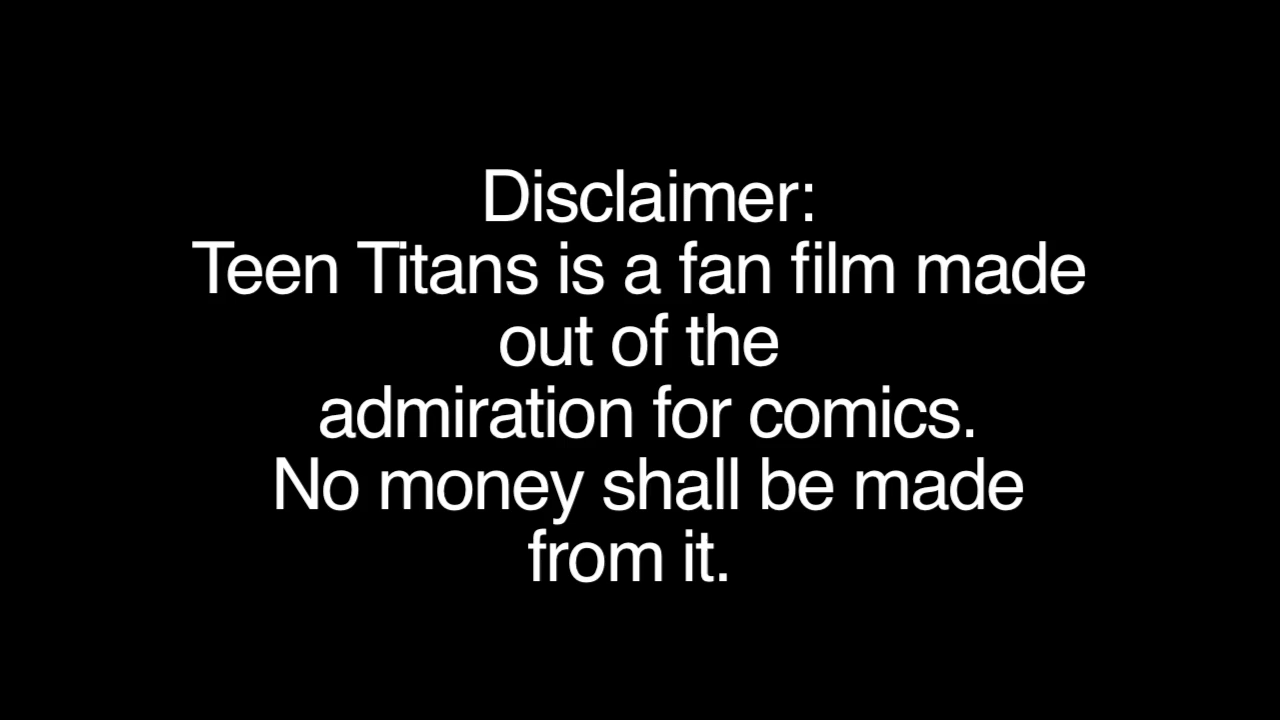 Disclaimer:
Teen Titans is a fan film made
out of the
admiration for comics.
No money shall be made
from it.